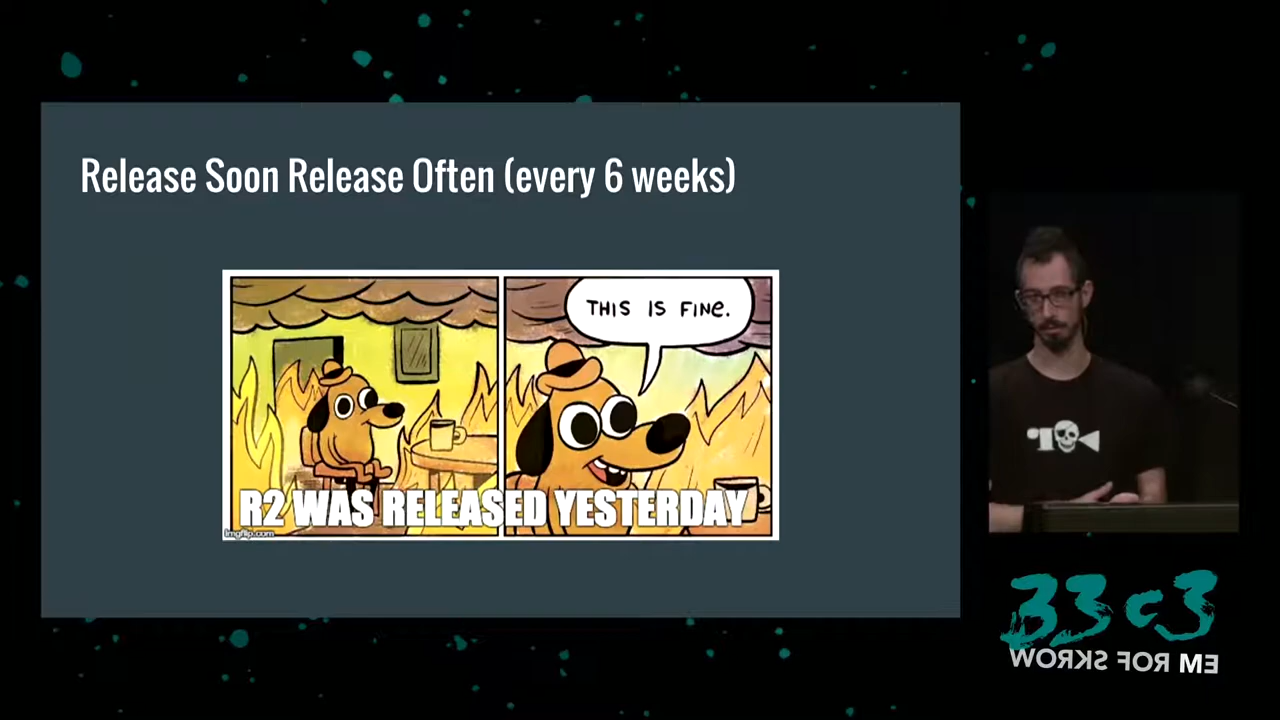 Release Soon Release Often (every 6 weeks)
THIS IS FINE.
R2 WAS RELEASED YESTERDAY
imgflip.com
33c3
WORKS FOR ME